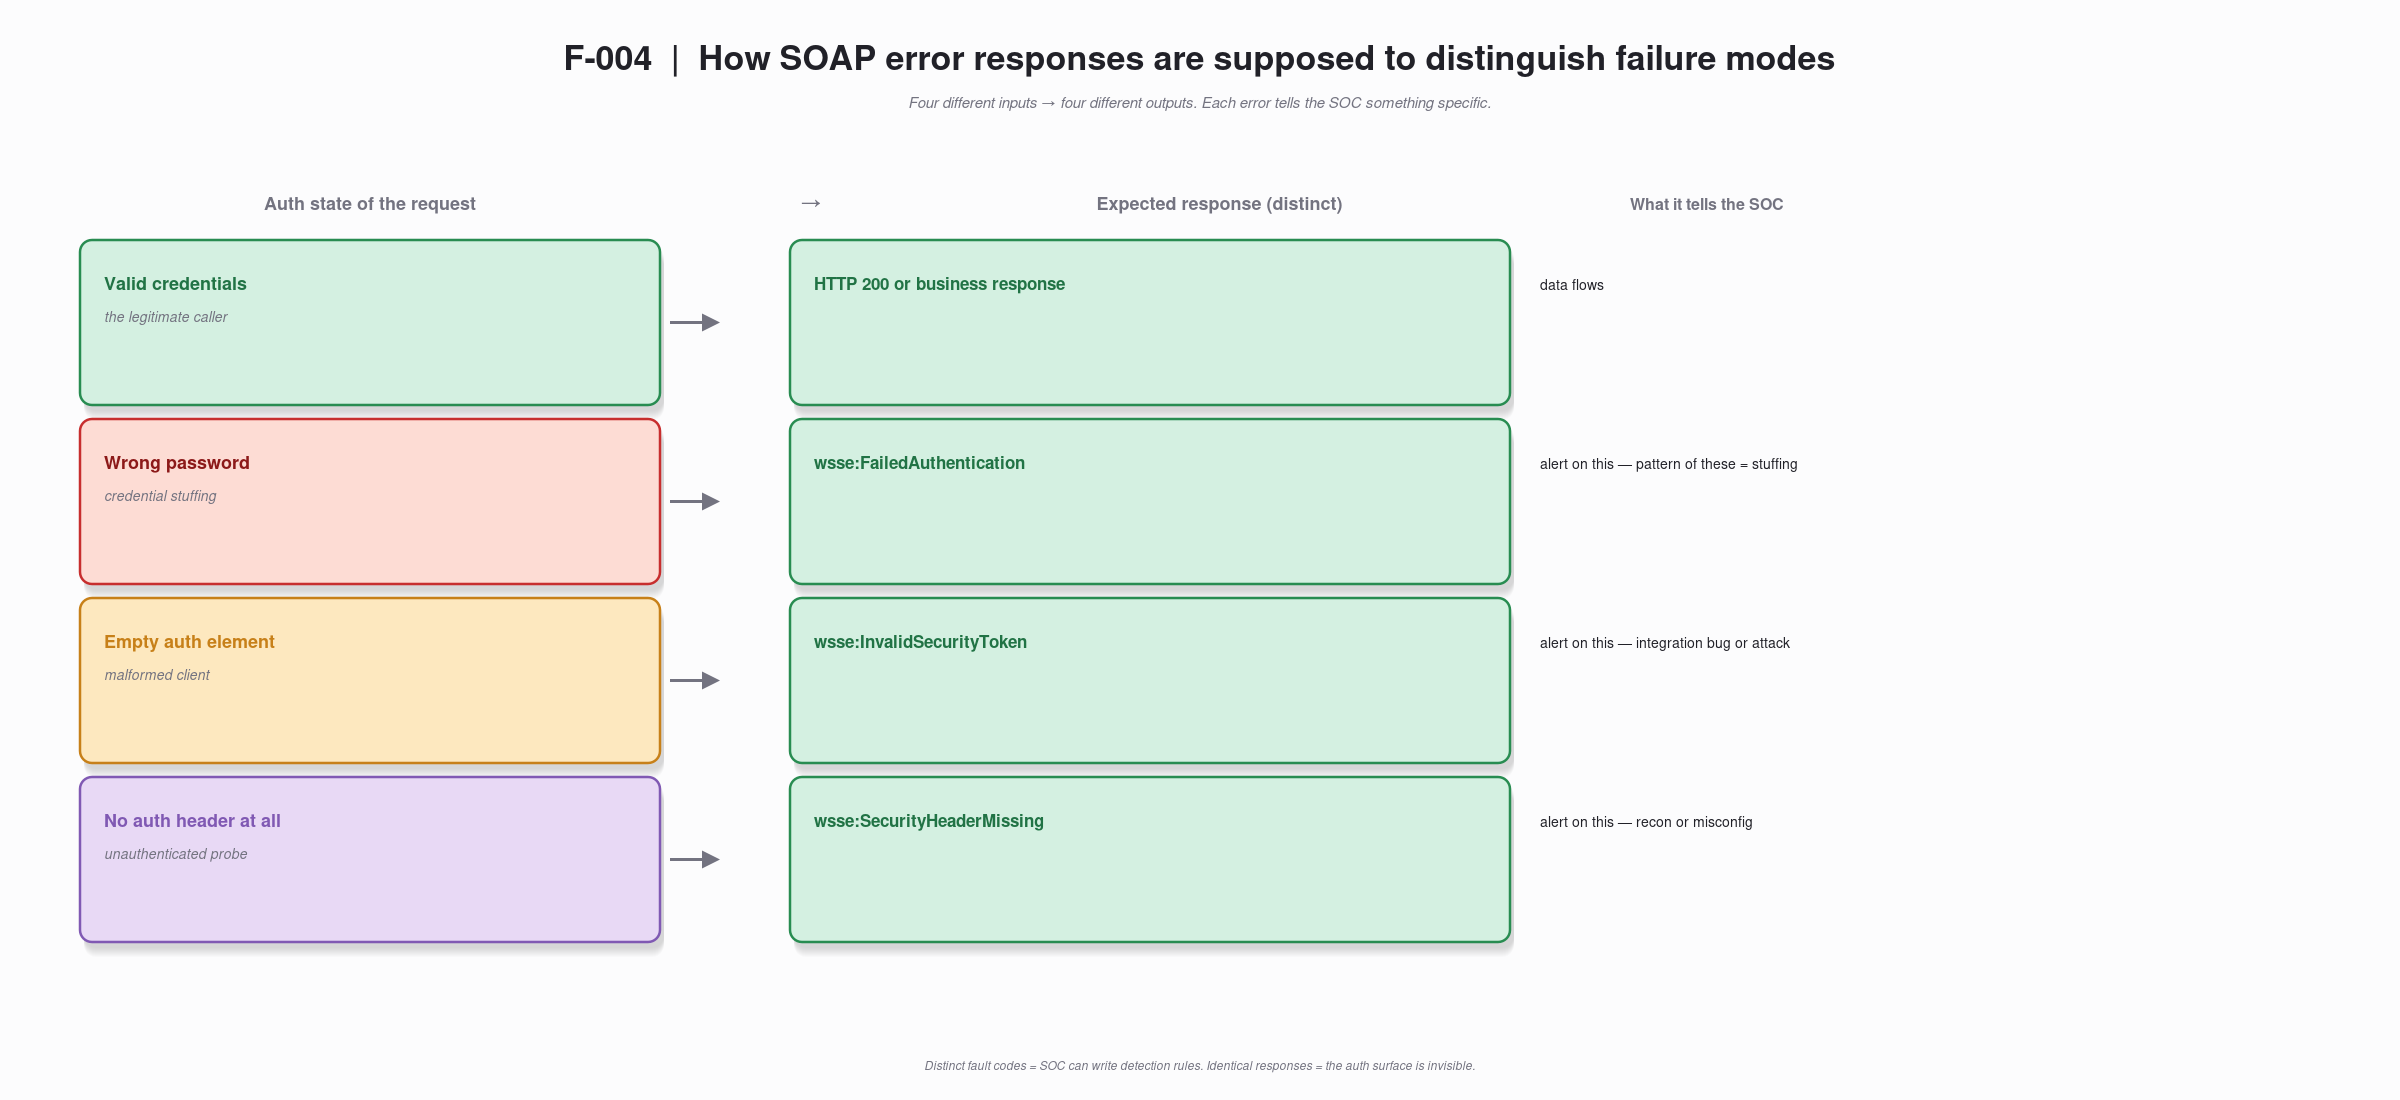 F-004 | How SOAP error responses are supposed to distinguish failure modes
Four different inputs → four different outputs. Each error tells the SOC something specific.
Auth state of the request → Expected response (distinct) What it tells the SOC
Valid credentials
the legitimate caller
HTTP 200 or business response
data flows
Wrong password
credential stuffing
wsse:FailedAuthentication
alert on this — pattern of these = stuffing
Empty auth element
malformed client
wsse:InvalidSecurityToken
alert on this — integration bug or attack
No auth header at all
unauthenticated probe
wsse:SecurityHeaderMissing
alert on this — recon or misconfig
Distinct fault codes = SOC can write detection rules. Identical responses = the auth surface is invisible.